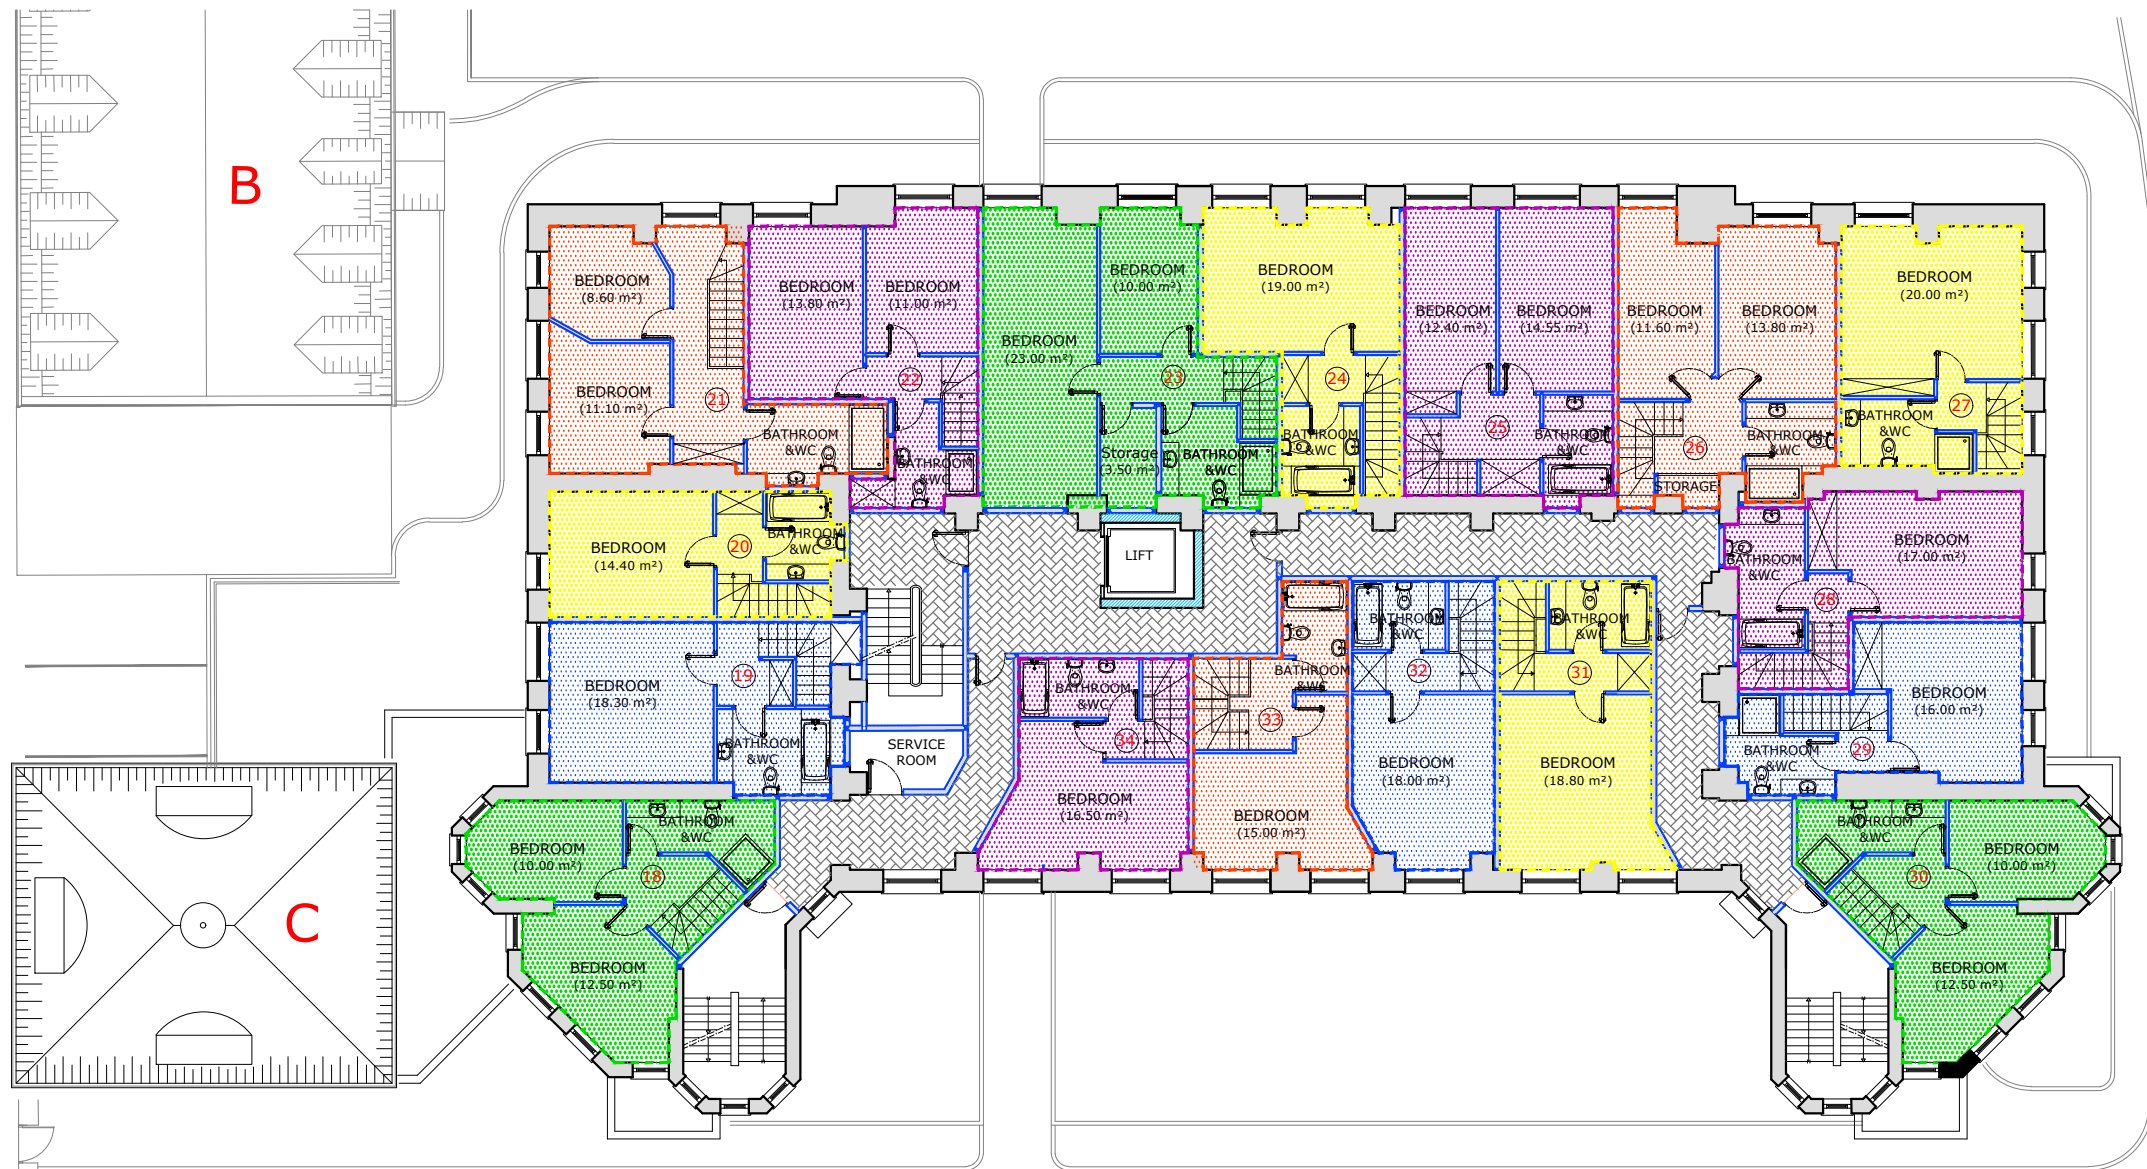 B
BEDROOM
(8.60 m²)
BEDROOM
(11.10 m²)
21
BATHROOM
&WC
BEDROOM
(13.80 m²)
BEDROOM
(11.00 m²)
22
BATHROOM
&WC
BEDROOM
(23.00 m²)
BEDROOM
(10.00 m²)
23
Storage
(3.50 m²)
BATHROOM
&WC
BEDROOM
(19.00 m²)
24
BATHROOM
&WC
BEDROOM
(12.40 m²)
BEDROOM
(14.55 m²)
25
BATHROOM
&WC
BEDROOM
(11.60 m²)
BEDROOM
(13.80 m²)
26
BATHROOM
&WC
STORAGE
BEDROOM
(20.00 m²)
27
BATHROOM
&WC
BEDROOM
(14.40 m²)
20
BATHROOM
&WC
LIFT
BATHROOM
&WC
BEDROOM
(17.00 m²)
28
BEDROOM
(18.30 m²)
19
BATHROOM
&WC
SERVICE
ROOM
BATHROOM
&WC
34
BEDROOM
(16.50 m²)
BATHROOM
&WC
33
BEDROOM
(15.00 m²)
BATHROOM
&WC
32
BEDROOM
(18.00 m²)
BATHROOM
&WC
31
BEDROOM
(18.80 m²)
BEDROOM
(16.00 m²)
29
BATHROOM
&WC
C
BEDROOM
(10.00 m²)
BATHROOM
&WC
18
BEDROOM
(12.50 m²)
BATHROOM
&WC
BEDROOM
(10.00 m²)
30
BEDROOM
(12.50 m²)